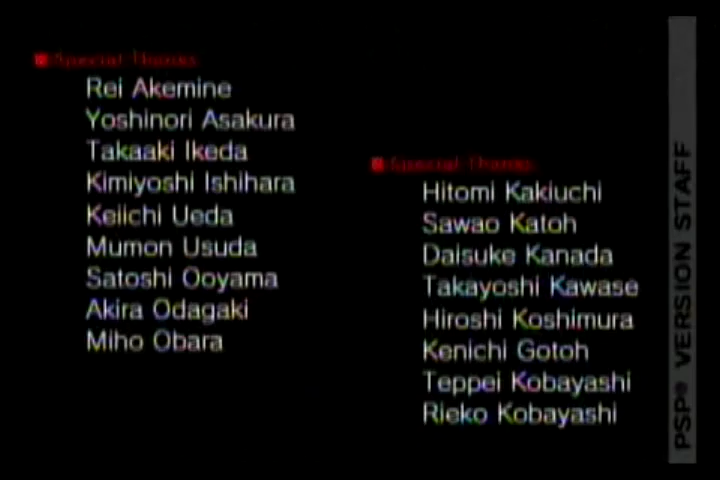 Special Thanks
Rei Akemine
Yoshinori Asakura
Takaaki Ikeda
Kimiyoshi Ishihara
Keiichi Ueda
Mumon Usuda
Satoshi Ooyama
Akira Odagaki
Miho Obara
Special Thanks
Hitomi Kakiuchi
Sawao Katoh
Daisuke Kanada
Takayoshi Kawase
Hiroshi Koshimura
Kenichi Gotoh
Teppei Kobayashi
Rieko Kobayashi
PSP® VERSION STAFF